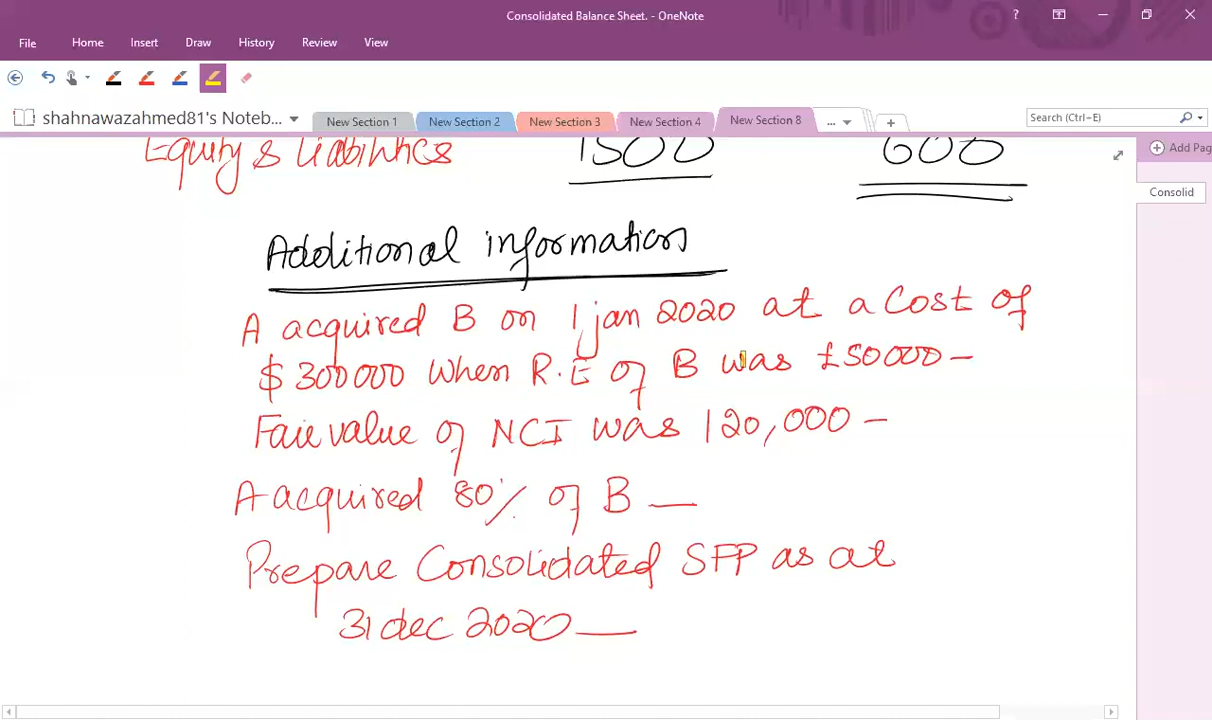 Consolidated Balance Sheet. - OneNote
?
File Home Insert Draw History Review View
shahnawazahmed81's Noteb...
New Section 1 New Section 2 New Section 3 New Section 4 New Section 8 ... +
Search (Ctrl+E)
Add Pag
Consolid
Equity & liabilities 1500 600
Additional information
A acquired B on 1 jan 2020 at a cost of
$ 300000 when R.E of B was £50000 –
Fair value of NCI was 120,000 –
A acquired 80% of B —
Prepare Consolidated SFP as at
31 dec 2020 —